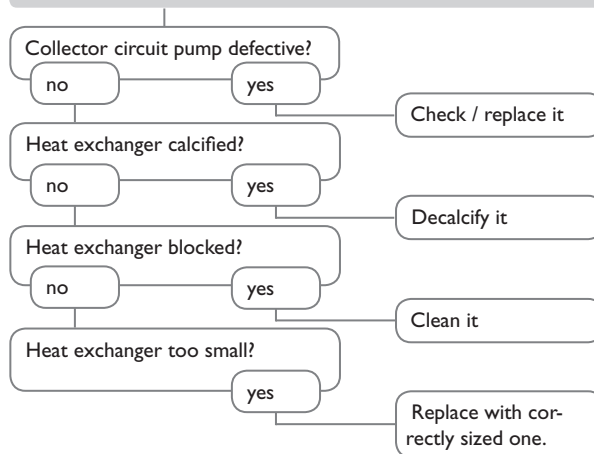 Collector circuit pump defective?
no
yes
Check / replace it
Heat exchanger calcified?
no
yes
Decalcify it
Heat exchanger blocked?
no
yes
Clean it
Heat exchanger too small?
yes
Replace with cor-
rectly sized one.